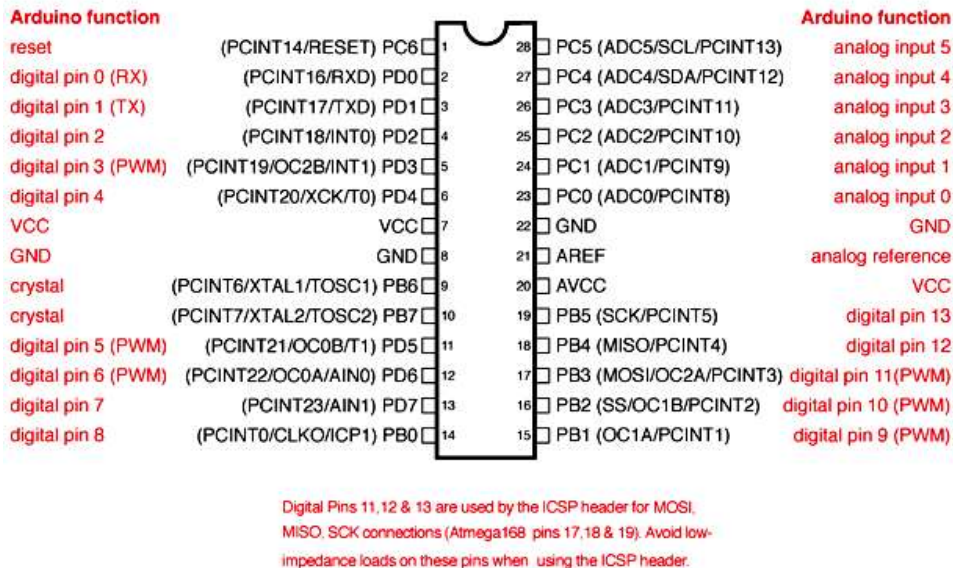 Arduino function Arduino function
reset (PCINT14/RESET) PC6 1 28 PC5 (ADC5/SCL/PCINT13) analog input 5
digital pin 0 (RX) (PCINT16/RXD) PD0 2 27 PC4 (ADC4/SDA/PCINT12) analog input 4
digital pin 1 (TX) (PCINT17/TXD) PD1 3 26 PC3 (ADC3/PCINT11) analog input 3
digital pin 2 (PCINT18/INT0) PD2 4 25 PC2 (ADC2/PCINT10) analog input 2
digital pin 3 (PWM) (PCINT19/OC2B/INT1) PD3 5 24 PC1 (ADC1/PCINT9) analog input 1
digital pin 4 (PCINT20/XCK/T0) PD4 6 23 PC0 (ADC0/PCINT8) analog input 0
VCC VCC 7 22 GND GND
GND GND 8 21 AREF analog reference
crystal (PCINT6/XTAL1/TOSC1) PB6 9 20 AVCC VCC
crystal (PCINT7/XTAL2/TOSC2) PB7 10 19 PB5 (SCK/PCINT5) digital pin 13
digital pin 5 (PWM) (PCINT21/OC0B/T1) PD5 11 18 PB4 (MISO/PCINT4) digital pin 12
digital pin 6 (PWM) (PCINT22/OC0A/AIN0) PD6 12 17 PB3 (MOSI/OC2A/PCINT3) digital pin 11(PWM)
digital pin 7 (PCINT23/AIN1) PD7 13 16 PB2 (SS/OC1B/PCINT2) digital pin 10 (PWM)
digital pin 8 (PCINT0/CLKO/ICP1) PB0 14 15 PB1 (OC1A/PCINT1) digital pin 9 (PWM)
Digital Pins 11,12 & 13 are used by the ICSP header for MOSI,
MISO, SCK connections (Atmega168 pins 17,18 & 19). Avoid low-
impedance loads on these pins when using the ICSP header.